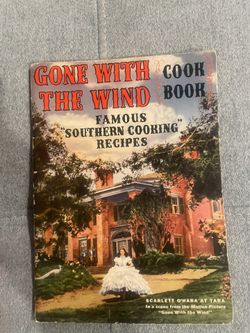 GONE WITH
THE WIND
COOK
BOOK
FAMOUS
"SOUTHERN COOKING"
RECIPES
SCARLETT O'HARA AT TARA
In a scene from the Motion Picture
"Gone With the Wind"